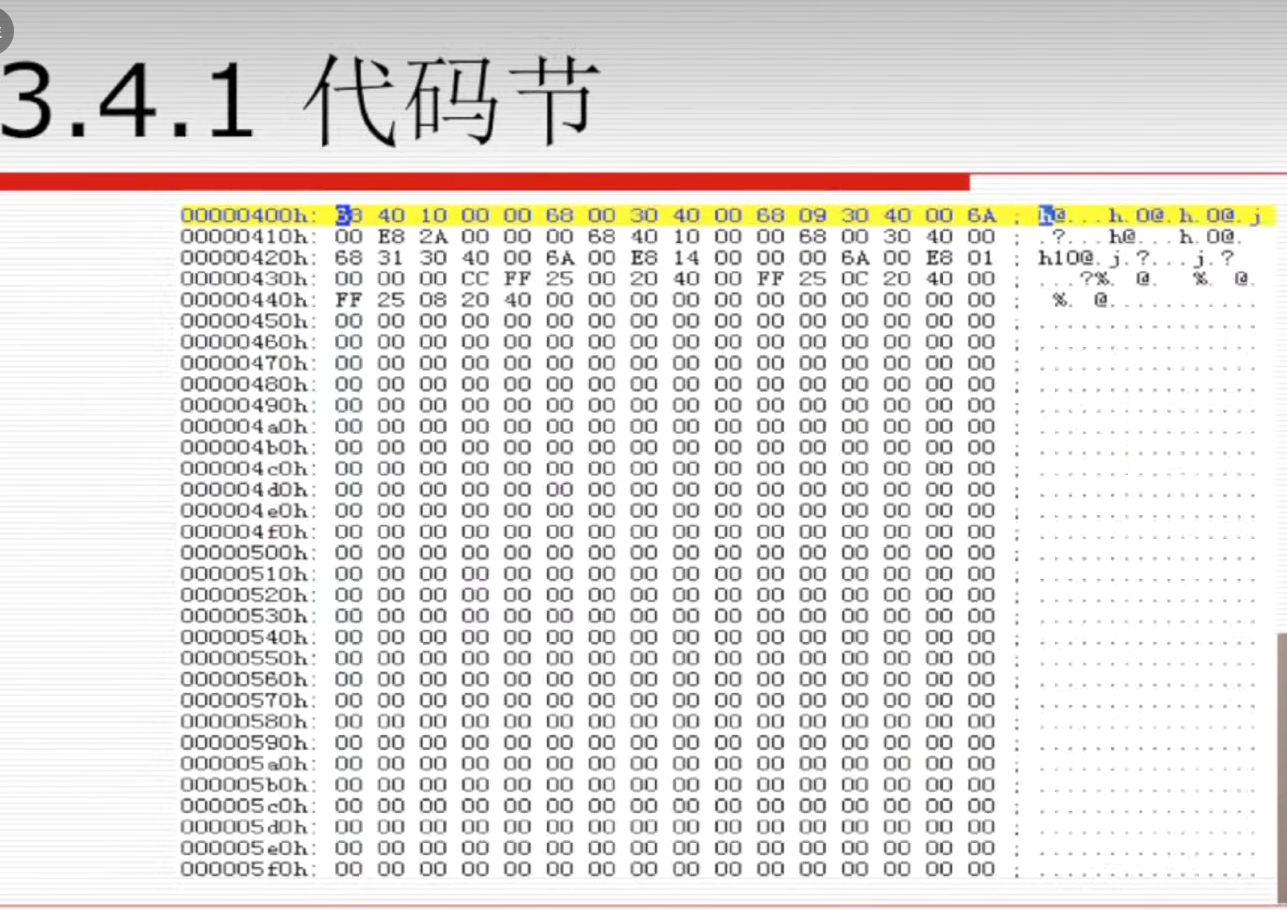 3.4.1 代码节
00000400h: 68 40 10 00 00 68 00 30 40 00 68 09 30 40 00 6A ; h@...h.0@.h.0@.j
00000410h: 00 E8 2A 00 00 00 68 40 10 00 00 68 00 30 40 00 ; .?...h@...h.0@.
00000420h: 68 31 30 40 00 6A 00 E8 14 00 00 00 6A 00 E8 01 ; h10@.j.?...j.?
00000430h: 00 00 00 CC FF 25 00 20 40 00 FF 25 0C 20 40 00 ; ...?%. @. %. @.
00000440h: FF 25 08 20 40 00 00 00 00 00 00 00 00 00 00 00 ; %. @...........
00000450h: 00 00 00 00 00 00 00 00 00 00 00 00 00 00 00 00 ; ................
00000460h: 00 00 00 00 00 00 00 00 00 00 00 00 00 00 00 00 ; ................
00000470h: 00 00 00 00 00 00 00 00 00 00 00 00 00 00 00 00 ; ................
00000480h: 00 00 00 00 00 00 00 00 00 00 00 00 00 00 00 00 ; ................
00000490h: 00 00 00 00 00 00 00 00 00 00 00 00 00 00 00 00 ; ................
000004a0h: 00 00 00 00 00 00 00 00 00 00 00 00 00 00 00 00 ; ................
000004b0h: 00 00 00 00 00 00 00 00 00 00 00 00 00 00 00 00 ; ................
000004c0h: 00 00 00 00 00 00 00 00 00 00 00 00 00 00 00 00 ; ................
000004d0h: 00 00 00 00 00 00 00 00 00 00 00 00 00 00 00 00 ; ................
000004e0h: 00 00 00 00 00 00 00 00 00 00 00 00 00 00 00 00 ; ................
000004f0h: 00 00 00 00 00 00 00 00 00 00 00 00 00 00 00 00 ; ................
00000500h: 00 00 00 00 00 00 00 00 00 00 00 00 00 00 00 00 ; ................
00000510h: 00 00 00 00 00 00 00 00 00 00 00 00 00 00 00 00 ; ................
00000520h: 00 00 00 00 00 00 00 00 00 00 00 00 00 00 00 00 ; ................
00000530h: 00 00 00 00 00 00 00 00 00 00 00 00 00 00 00 00 ; ................
00000540h: 00 00 00 00 00 00 00 00 00 00 00 00 00 00 00 00 ; ................
00000550h: 00 00 00 00 00 00 00 00 00 00 00 00 00 00 00 00 ; ................
00000560h: 00 00 00 00 00 00 00 00 00 00 00 00 00 00 00 00 ; ................
00000570h: 00 00 00 00 00 00 00 00 00 00 00 00 00 00 00 00 ; ................
00000580h: 00 00 00 00 00 00 00 00 00 00 00 00 00 00 00 00 ; ................
00000590h: 00 00 00 00 00 00 00 00 00 00 00 00 00 00 00 00 ; ................
000005a0h: 00 00 00 00 00 00 00 00 00 00 00 00 00 00 00 00 ; ................
000005b0h: 00 00 00 00 00 00 00 00 00 00 00 00 00 00 00 00 ; ................
000005c0h: 00 00 00 00 00 00 00 00 00 00 00 00 00 00 00 00 ; ................
000005d0h: 00 00 00 00 00 00 00 00 00 00 00 00 00 00 00 00 ; ................
000005e0h: 00 00 00 00 00 00 00 00 00 00 00 00 00 00 00 00 ; ................
000005f0h: 00 00 00 00 00 00 00 00 00 00 00 00 00 00 00 00 ; ................